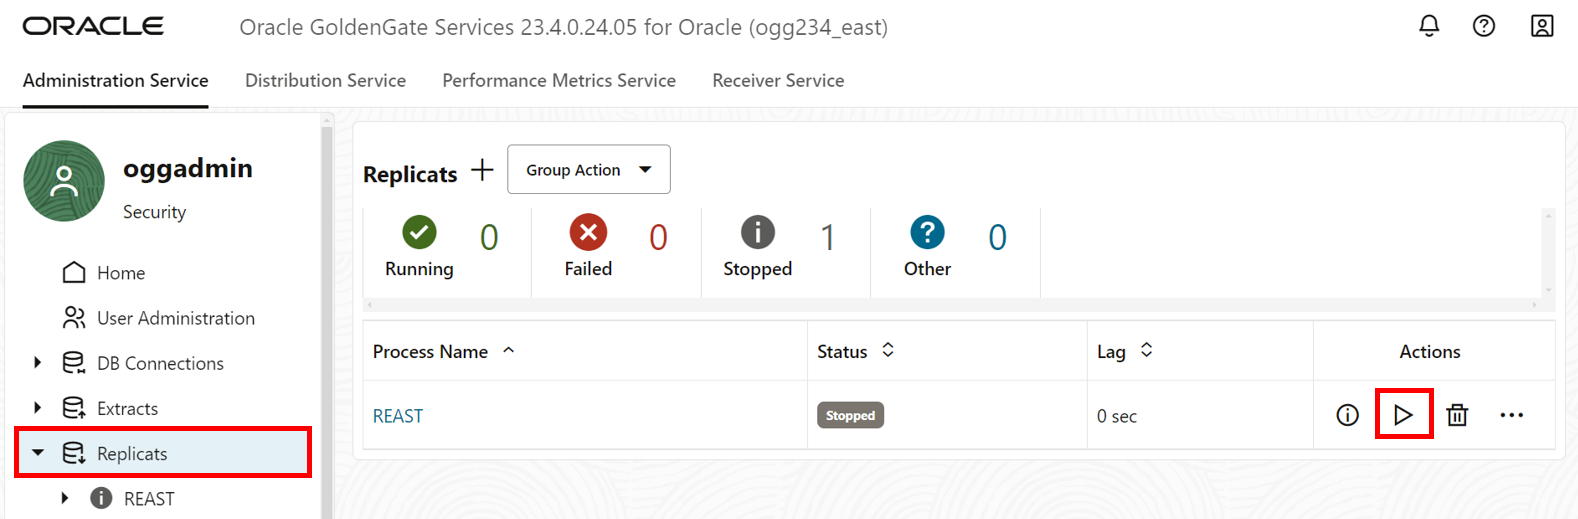 ORACLE
Oracle GoldenGate Services 23.4.0.24.05 for Oracle (ogg234_east)
Administration Service
Distribution Service
Performance Metrics Service
Receiver Service
oggadmin
Security
Home
User Administration
DB Connections
Extracts
Replicats
REAST
Replicats
Group Action
0
Running
0
Failed
1
Stopped
0
Other
Process Name
Status
Lag
Actions
REAST
Stopped
0 sec